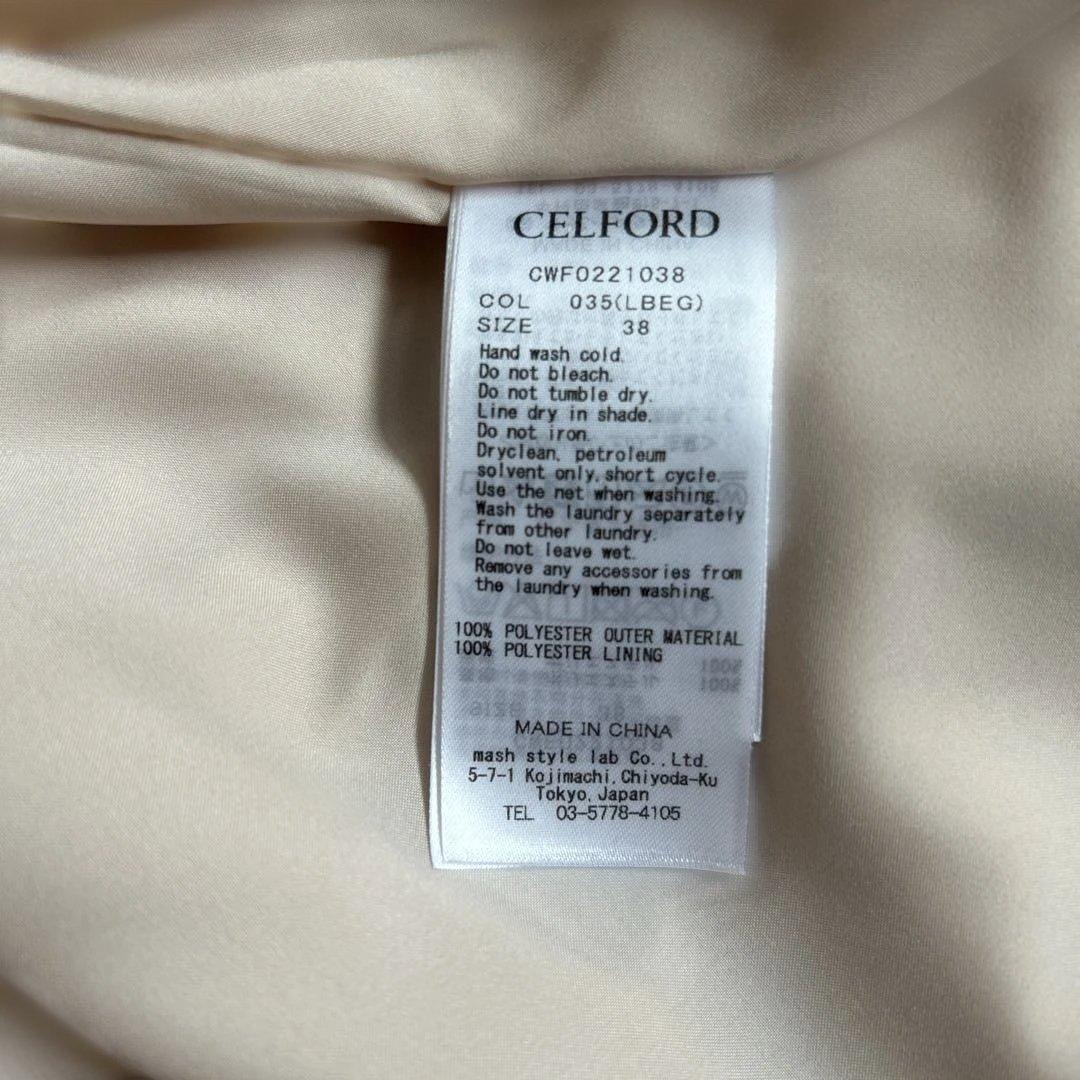 CELFORD
CWF0221038
COL 035(LBEG)
SIZE 38
Hand wash cold.
Do not bleach.
Do not tumble dry.
Line dry in shade.
Do not iron.
Dryclean, petroleum
solvent only, short cycle.
Use the net when washing.
Wash the laundry separately
from other laundry.
Do not leave wet.
Remove any accessories from
the laundry when washing.
100% POLYESTER OUTER MATERIAL
100% POLYESTER LINING
MADE IN CHINA
mash style lab Co.,Ltd.
5-7-1 Kojimachi,Chiyoda-Ku
Tokyo,Japan
TEL 03-5778-4105